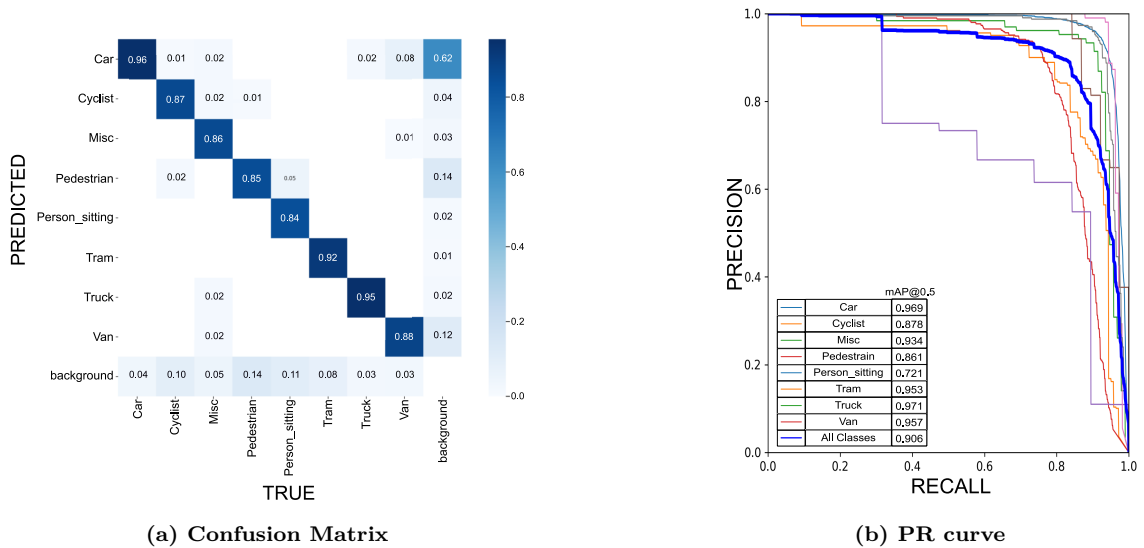 Car
0.96 0.01 0.02 0.02 0.08 0.62
Cyclist
0.87 0.02 0.01 0.04
Misc
0.86 0.01 0.03
Pedestrian
0.02 0.85 0.05 0.14
Person_sitting
0.84 0.02
Tram
0.92 0.01
Truck
0.02 0.95 0.02
Van
0.02 0.88 0.12
background
0.04 0.10 0.05 0.14 0.11 0.08 0.03 0.03
PREDICTED
Car
Cyclist
Misc
Pedestrian
Person_sitting
Tram
Truck
Van
background
TRUE
0.8
0.6
0.4
0.2
0.0
(a) Confusion Matrix
1.0
0.8
0.6
0.4
0.2
0.0
PRECISION
mAP@0.5
Car 0.969
Cyclist 0.878
Misc 0.934
Pedestrain 0.861
Person_sitting 0.721
Tram 0.953
Truck 0.971
Van 0.957
All Classes 0.906
0.0 0.2 0.4 0.6 0.8 1.0
RECALL
(b) PR curve